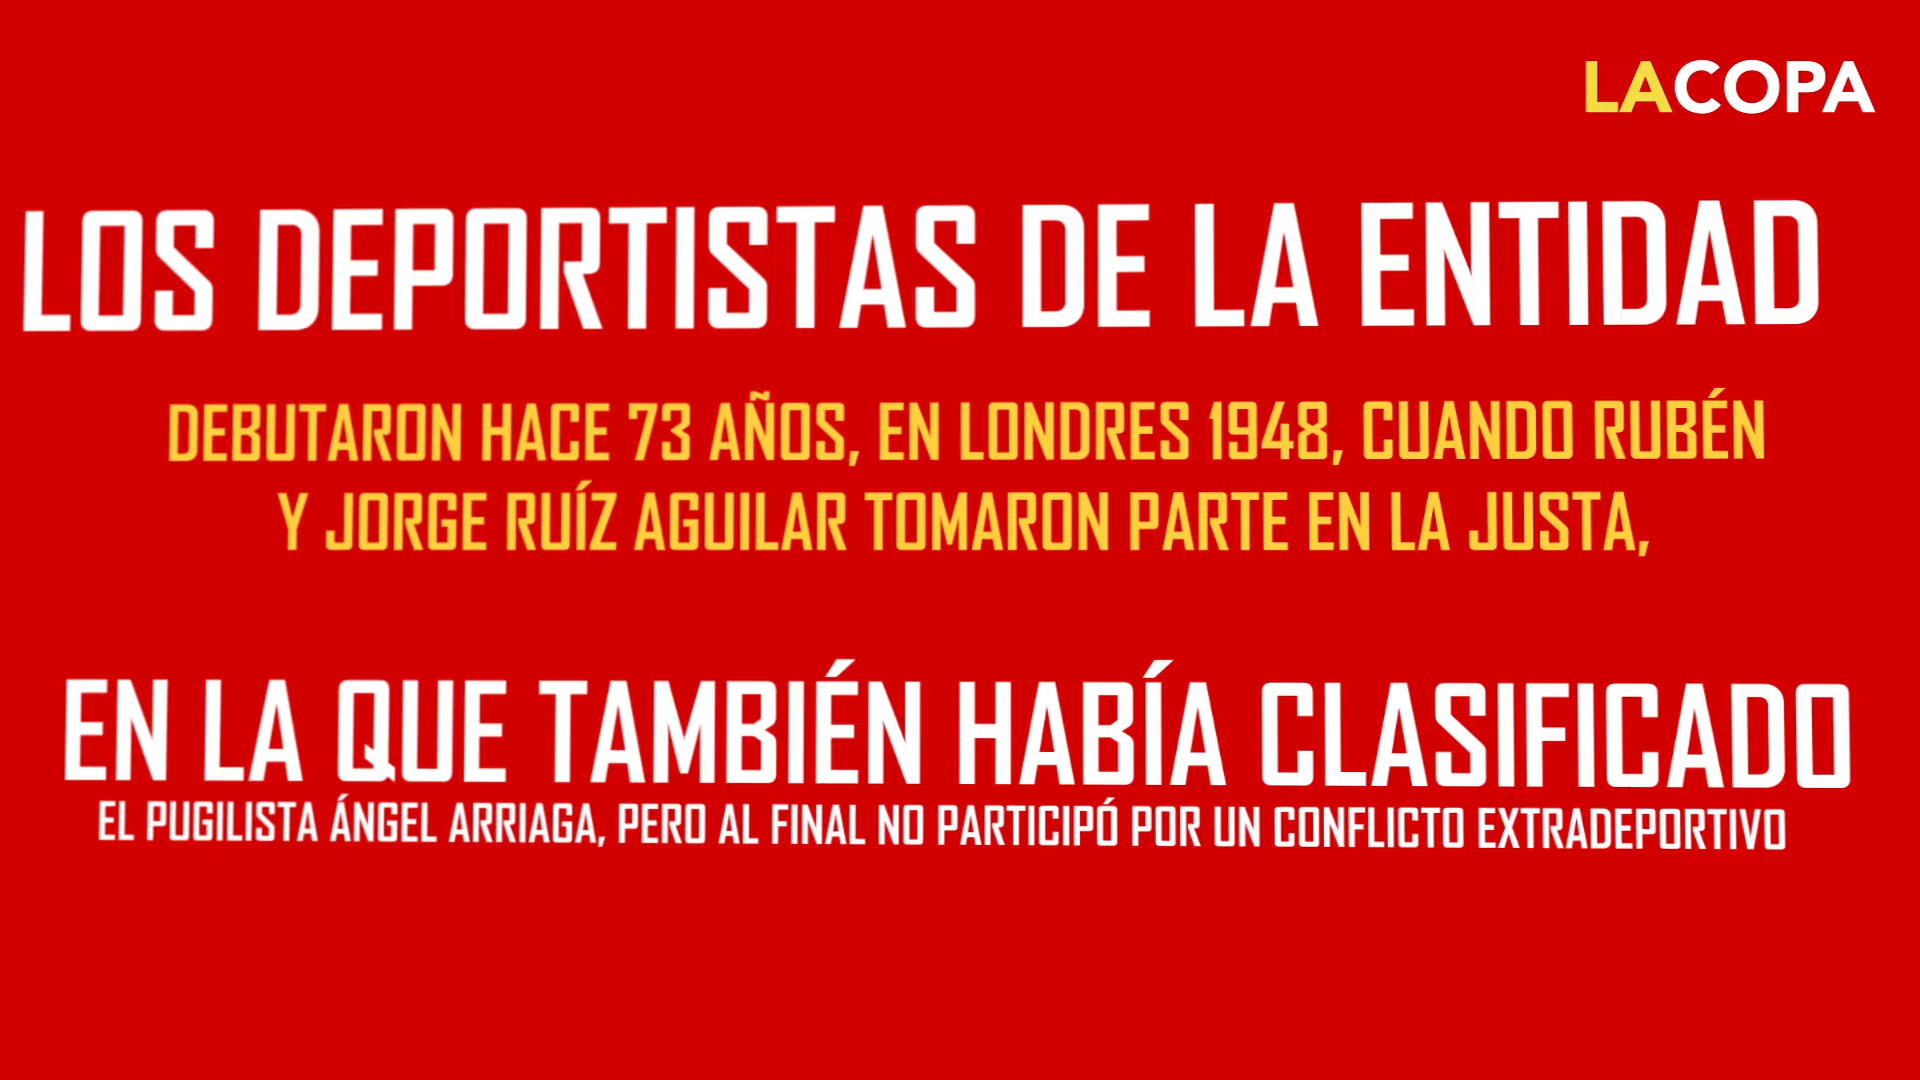 LACOPA
LOS DEPORTISTAS DE LA ENTIDAD
DEBUTARON HACE 73 AÑOS, EN LONDRES 1948, CUANDO RUBÉN
Y JORGE RUÍZ AGUILAR TOMARON PARTE EN LA JUSTA,
EN LA QUE TAMBIÉN HABÍA CLASIFICADO
EL PUGILISTA ÁNGEL ARRIAGA, PERO AL FINAL NO PARTICIPÓ POR UN CONFLICTO EXTRADEPORTIVO